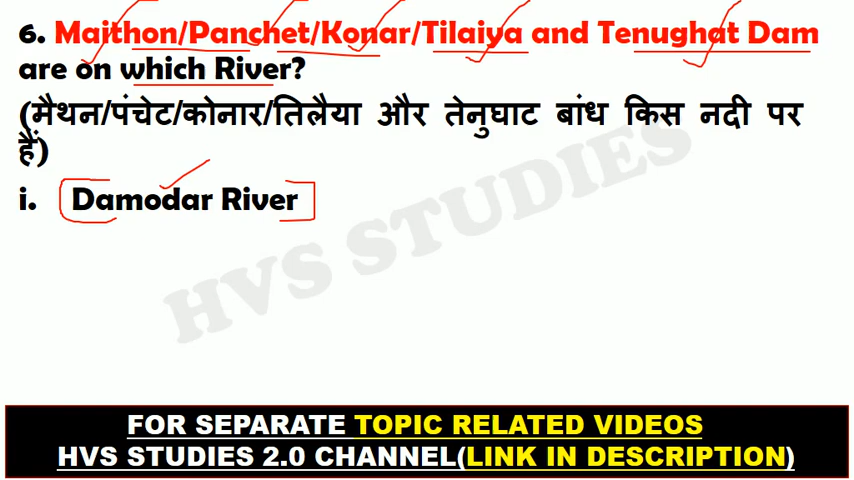 6. Maithon/Panchet/Konar/Tilaiya and Tenughat Dam
are on which River?
(मैथन/पंचेट/कोनार/तिलैया और तेनुघाट बांध किस नदी पर
हैं)
i. Damodar River
HVS STUDIES
FOR SEPARATE TOPIC RELATED VIDEOS
HVS STUDIES 2.0 CHANNEL(LINK IN DESCRIPTION)